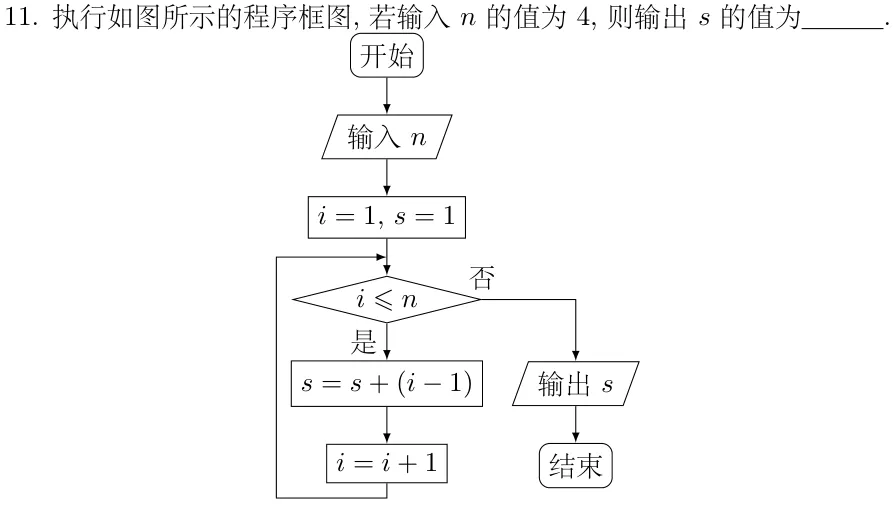 11. 执行如图所示的程序框图, 若输入 n 的值为 4, 则输出 s 的值为______.
开始
输入 n
i = 1, s = 1
否
i ⩽ n
是
s = s + (i − 1)
输出 s
i = i + 1
结束